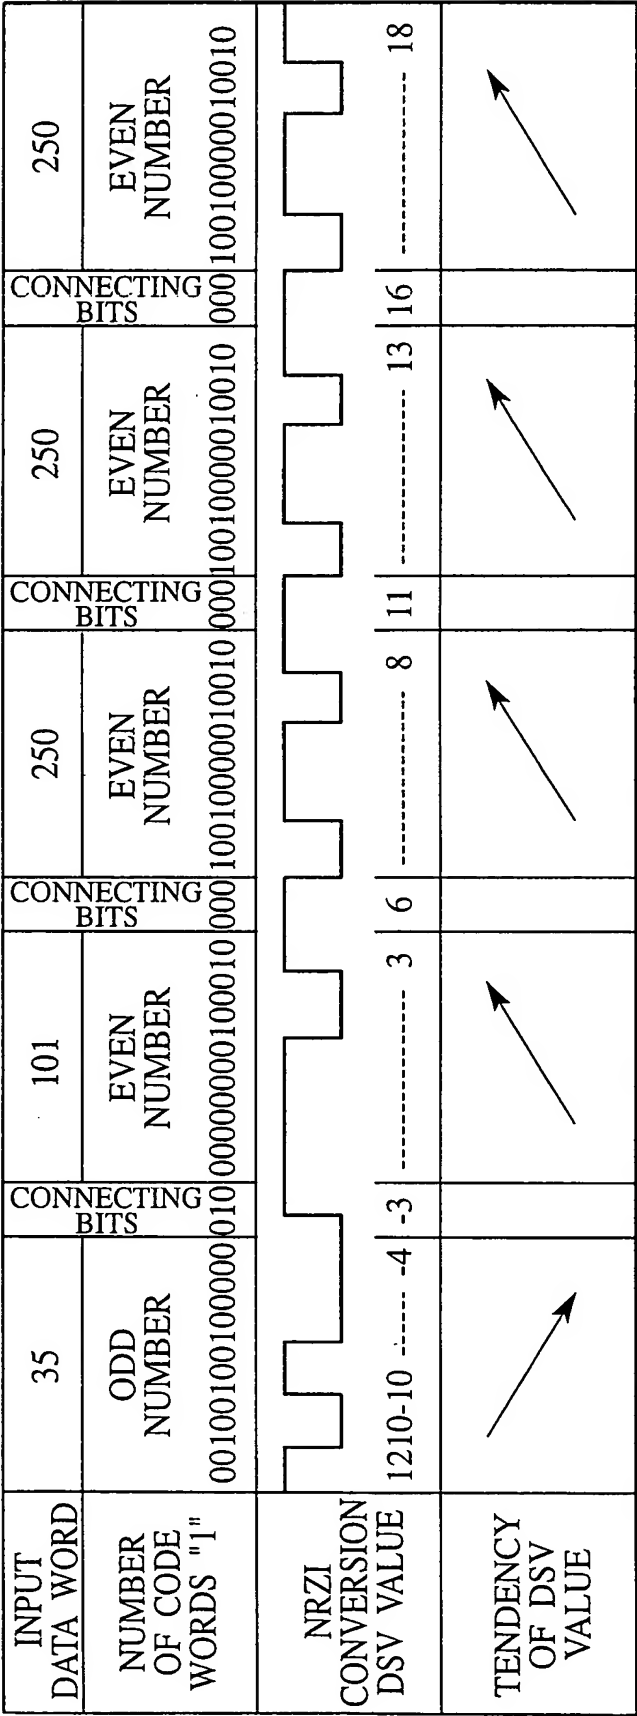 INPUT
DATA WORD
35
CONNECTING
BITS
101
CONNECTING
BITS
250
CONNECTING
BITS
250
CONNECTING
BITS
250
NUMBER
OF CODE
WORDS "1"
ODD
NUMBER
00100100100000
010
EVEN
NUMBER
00000000100010
000
EVEN
NUMBER
10010000010010
000
EVEN
NUMBER
10010000010010
000
EVEN
NUMBER
10010000010010
NRZI
CONVERSION
DSV VALUE
1210-10 ------ -4
-3
--------------- 3
6
--------------- 8
11
--------------- 13
16
--------------- 18
TENDENCY
OF DSV
VALUE